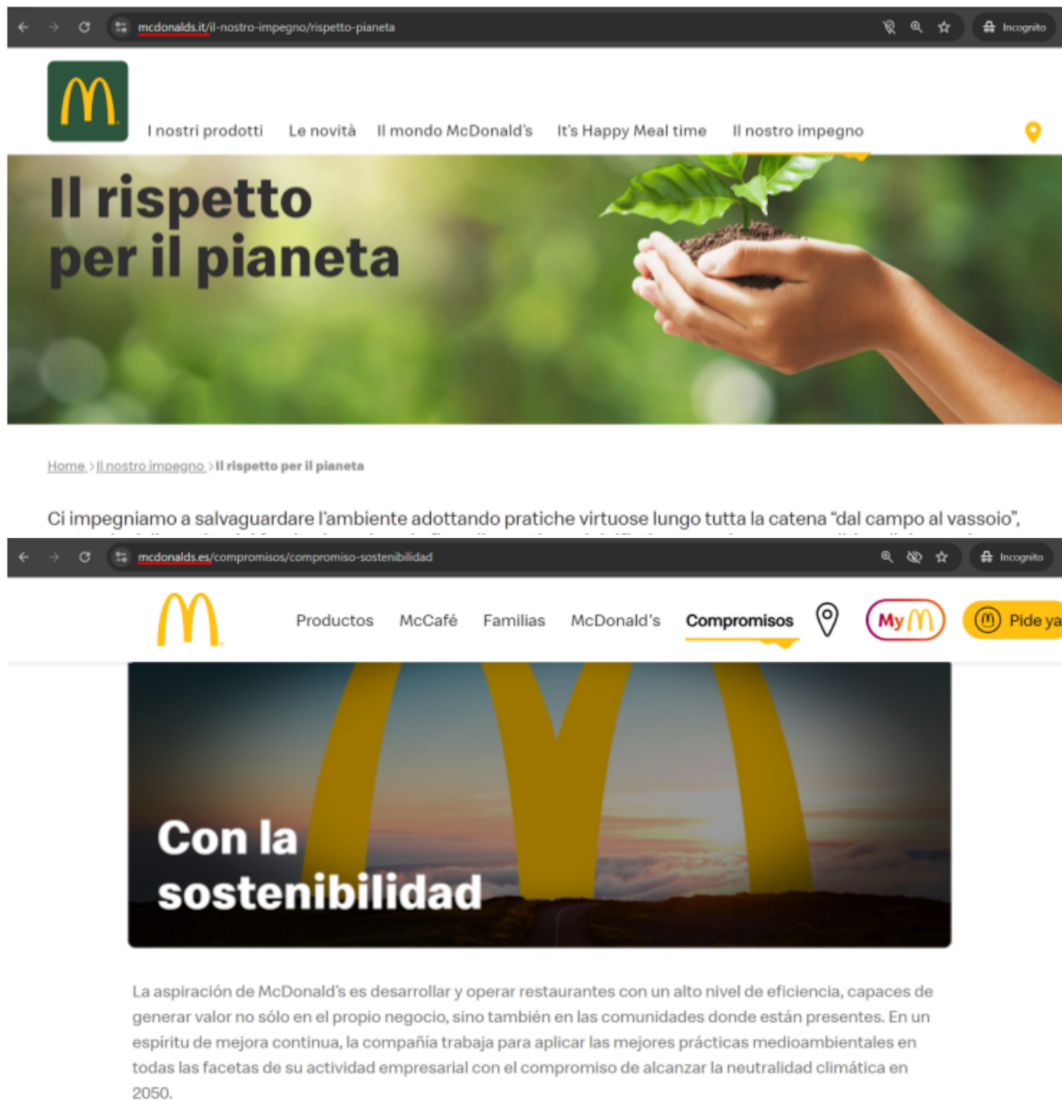 mcdonalds.it/il-nostro-impegno/rispetto-pianeta
Incognito
I nostri prodotti Le novità Il mondo McDonald's It's Happy Meal time Il nostro impegno
Il rispetto
per il pianeta
Home > Il nostro impegno > Il rispetto per il pianeta
Ci impegniamo a salvaguardare l'ambiente adottando pratiche virtuose lungo tutta la catena "dal campo al vassoio",
mcdonalds.es/compromisos/compromiso-sostenibilidad
Incognito
Productos McCafé Familias McDonald's Compromisos My Pide ya
Con la
sostenibilidad
La aspiración de McDonald's es desarrollar y operar restaurantes con un alto nivel de eficiencia, capaces de
generar valor no sólo en el propio negocio, sino también en las comunidades donde están presentes. En un
espíritu de mejora continua, la compañía trabaja para aplicar las mejores prácticas medioambientales en
todas las facetas de su actividad empresarial con el compromiso de alcanzar la neutralidad climática en
2050.